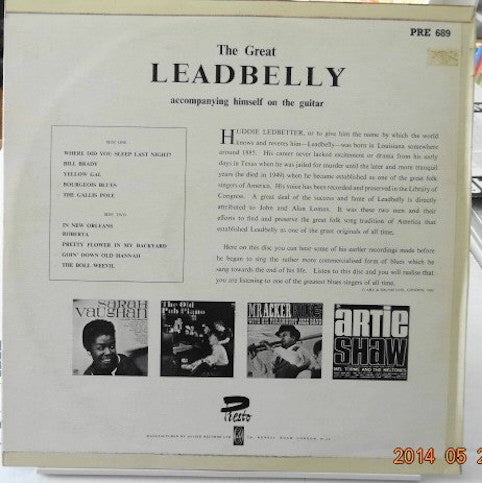 PRE 689
The Great
LEADBELLY
accompanying himself on the guitar
SIDE ONE
WHERE DID YOU SLEEP LAST NIGHT?
BILL BRADY
YELLOW GAL
BOURGEOIS BLUES
THE GALLIS POLE
SIDE TWO
IN NEW ORLEANS
ROBERTA
PRETTY FLOWER IN MY BACKYARD
GOIN' DOWN OLD HANNAH
THE BOLL WEEVIL
HUDDIE LEDBETTER, or to give him the name by which the world
knows and reveres him—Leadbelly—was born in Louisiana somewhere
around 1885. His career never lacked excitement or drama from his early
days in Texas when he was jailed for murder until the later and more tranquil
years (he died in 1949) when he became established as one of the great folk
singers of America. His voice has been recorded and preserved in the Library of
Congress. A great deal of the success and fame of Leadbelly is directly
attributed to John and Alan Lomax. It was these two men and their
efforts to find and preserve the great folk song tradition of America that
established Leadbelly as one of the great originals of all time.
Here on this disc you can hear some of his earlier recordings made before
he began to sing the rather more commercialised form of blues which he
sang towards the end of his life. Listen to this disc and you will realise that
you are listening to one of the greatest blues singers of all time.
SARAH
VAUGHAN
The Old
Pub Piano
MR. ACKER BILK
ARTIE
SHAW
MEL TORME AND THE MELTONES
Presto
MANUFACTURED BY
LONDON
2014 05 2